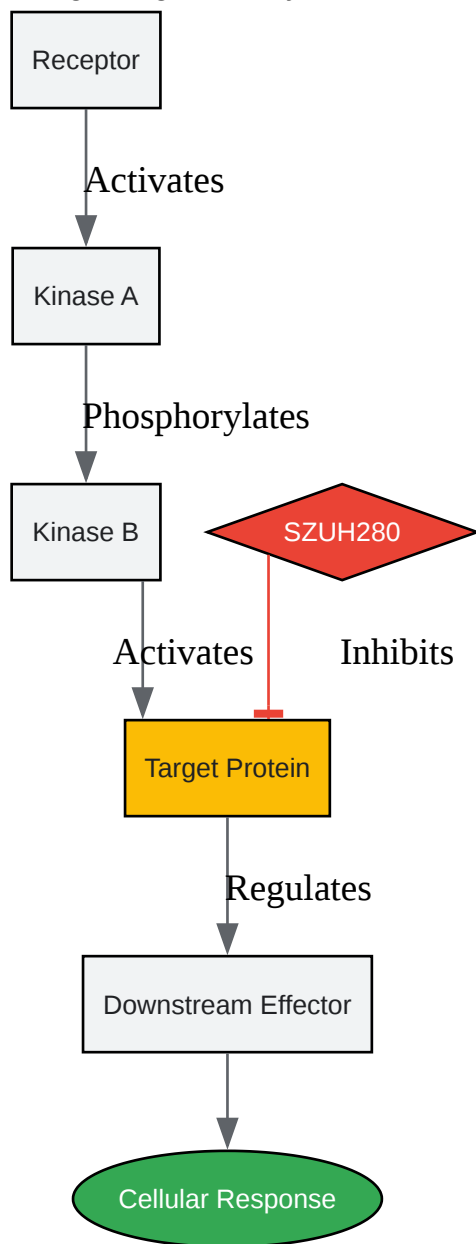 Receptor
Activates
Kinase A
Phosphorylates
Kinase B
SZUH280
Activates
Inhibits
Target Protein
Regulates
Downstream Effector
Cellular Response